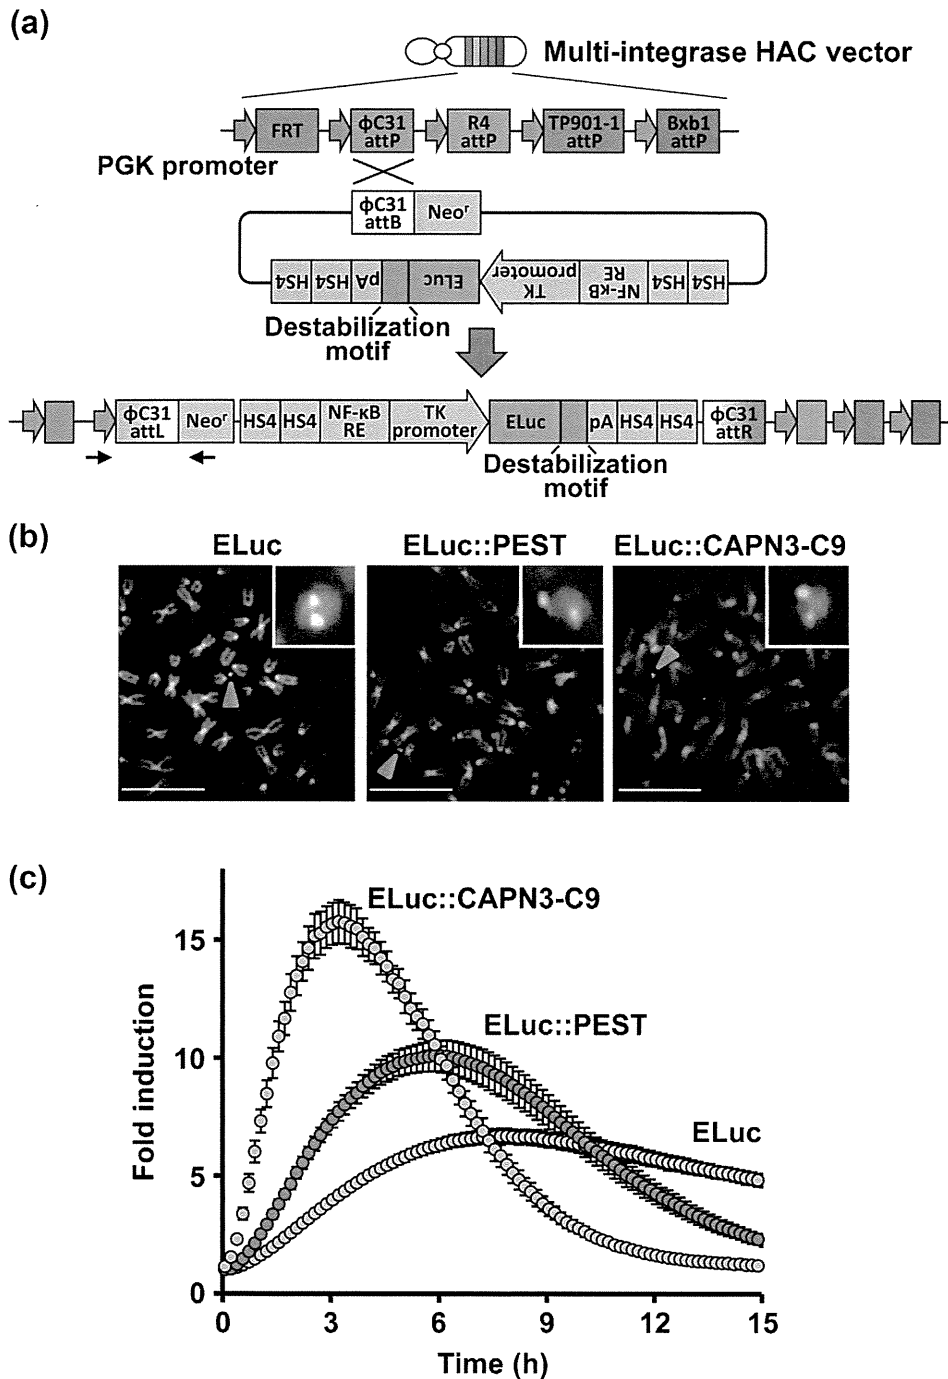 (a)
Multi-integrase HAC vector
FRT
φC31 attP
R4 attP
TP901-1 attP
Bxb1 attP
PGK promoter
φC31 attB
Neoʳ
HS4
HS4
pA
ELuc
TK promoter
NF-κB RE
HS4
HS4
Destabilization
motif
φC31 attL
Neoʳ
HS4
HS4
NF-κB RE
TK promoter
ELuc
pA
HS4
HS4
φC31 attR
Destabilization
motif
(b)
ELuc
ELuc::PEST
ELuc::CAPN3-C9
(c)
ELuc::CAPN3-C9
ELuc::PEST
ELuc
Fold induction
15
10
5
0
0 3 6 9 12 15
Time (h)